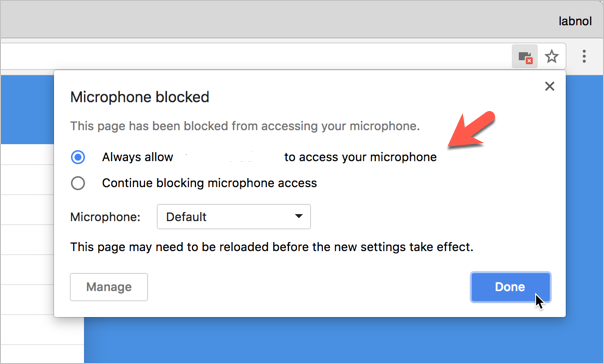 labnol
Microphone blocked
This page has been blocked from accessing your microphone.
Always allow to access your microphone
Continue blocking microphone access
Microphone: Default
This page may need to be reloaded before the new settings take effect.
Manage Done